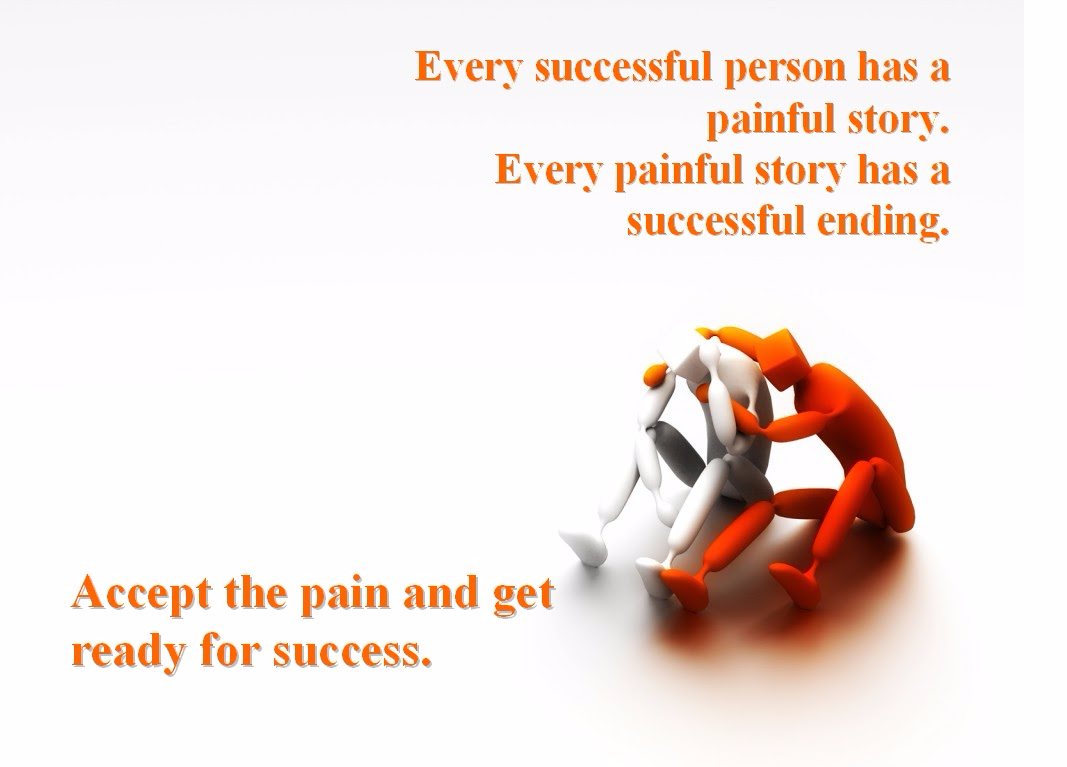 Every successful person has a
painful story.
Every painful story has a
successful ending.
Accept the pain and get
ready for success.